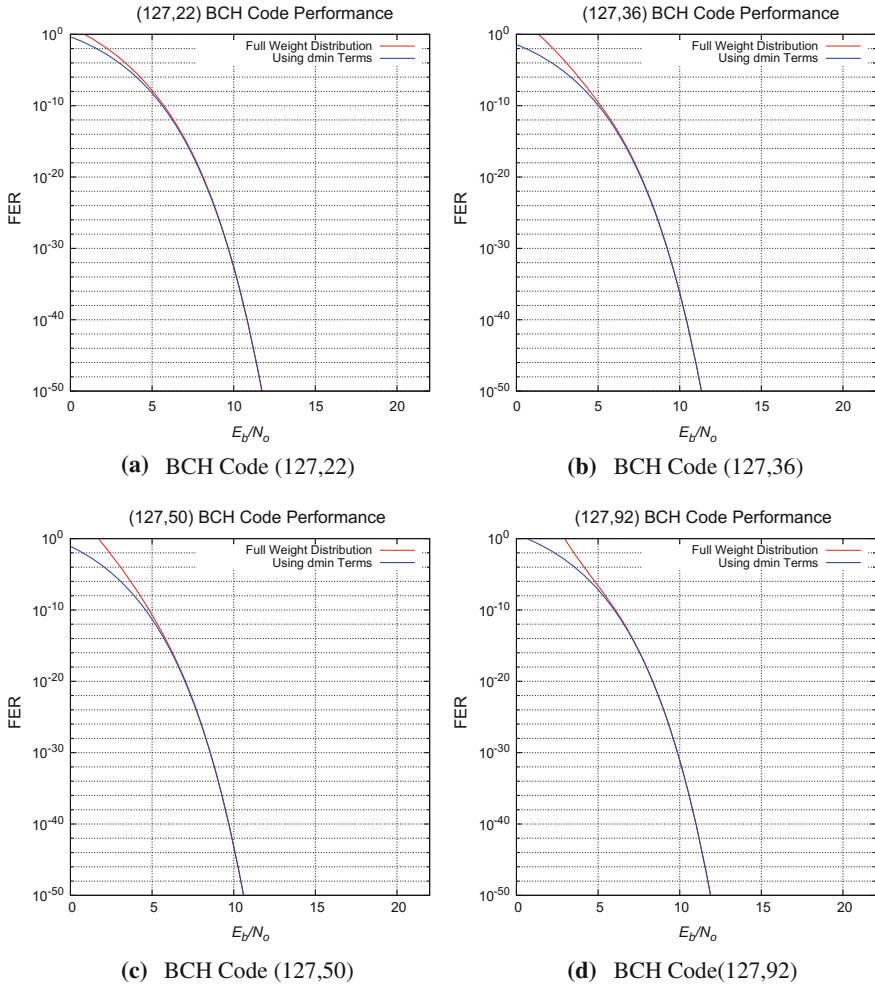 (127,22) BCH Code Performance
Full Weight Distribution
Using dmin Terms
10^0
10^-10
10^-20
10^-30
10^-40
10^-50
FER
0 5 10 15 20
E_b/N_o
(a) BCH Code (127,22)
(127,36) BCH Code Performance
Full Weight Distribution
Using dmin Terms
10^0
10^-10
10^-20
10^-30
10^-40
10^-50
FER
0 5 10 15 20
E_b/N_o
(b) BCH Code (127,36)
(127,50) BCH Code Performance
Full Weight Distribution
Using dmin Terms
10^0
10^-10
10^-20
10^-30
10^-40
10^-50
FER
0 5 10 15 20
E_b/N_o
(c) BCH Code (127,50)
(127,92) BCH Code Performance
Full Weight Distribution
Using dmin Terms
10^0
10^-10
10^-20
10^-30
10^-40
10^-50
FER
0 5 10 15 20
E_b/N_o
(d) BCH Code(127,92)